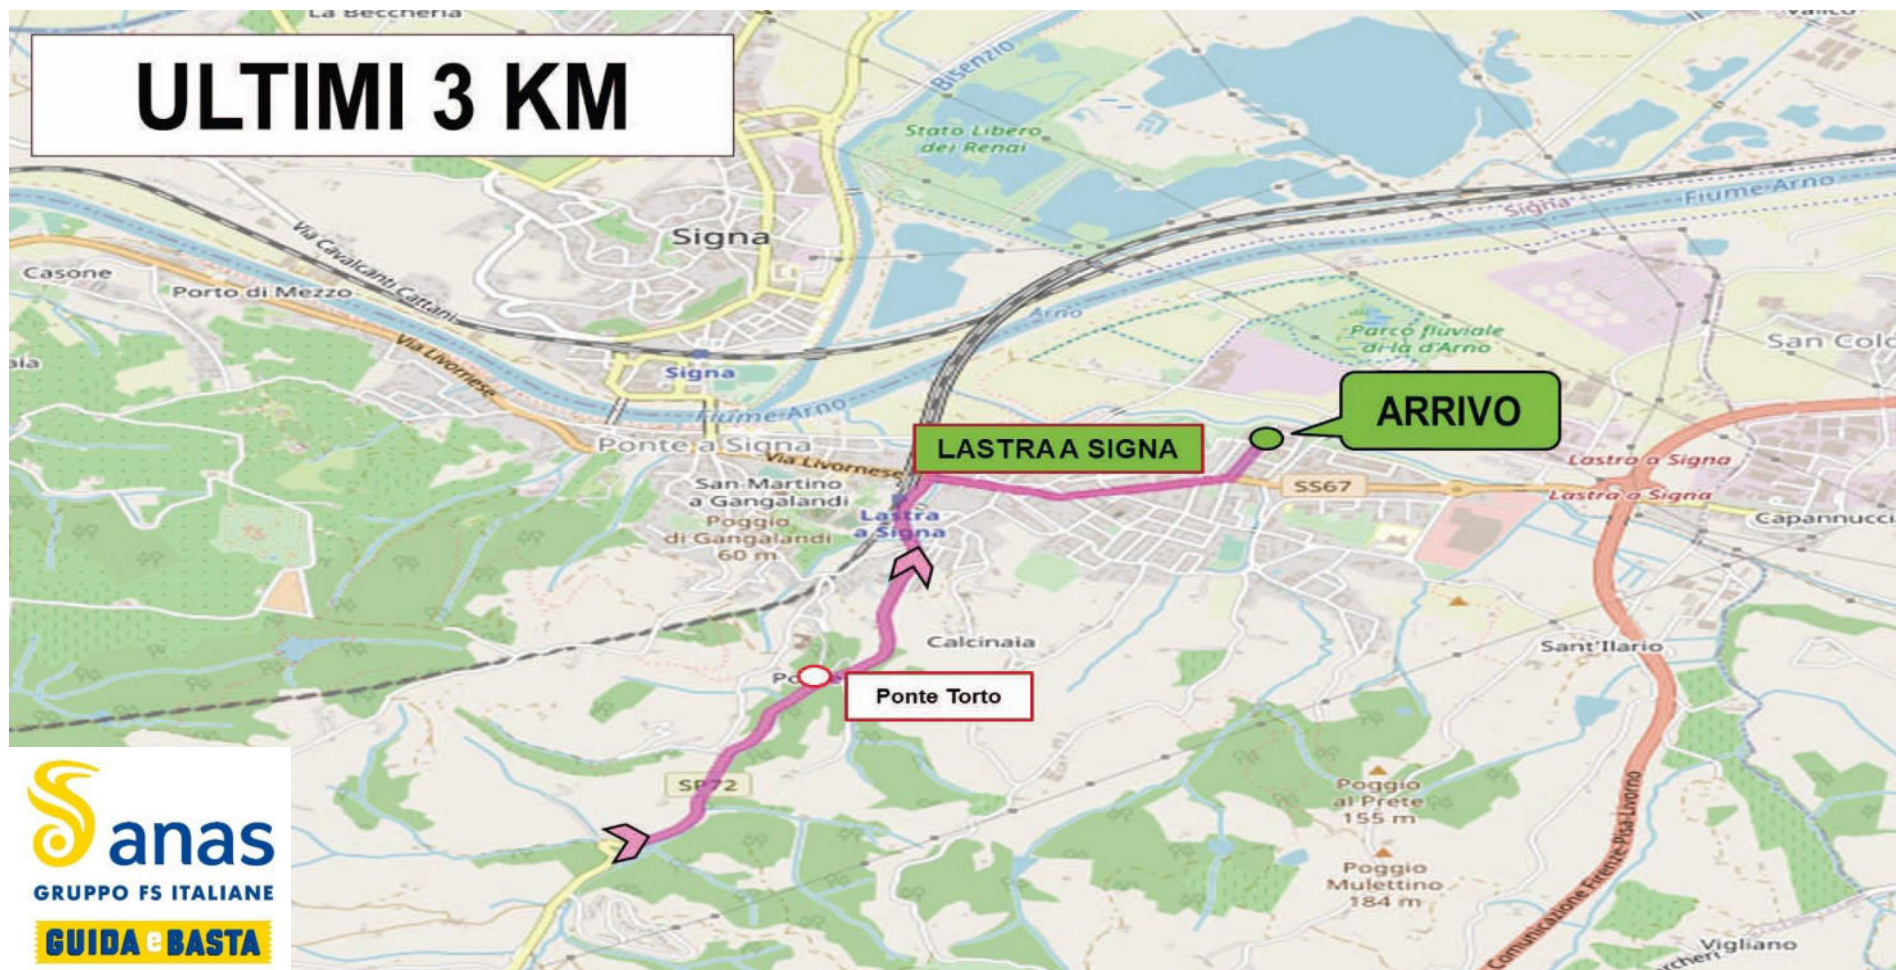 La Beccheria
ULTIMI 3 KM
Bisenzio
Stato Libero
dei Renai
Signa
Fiume Arno
Signa
Via Cavalcanti Cattani
Casone
Porto di Mezzo
Arno
Parco fluviale
di là d'Arno
San Colo
Via Livornese
aia
Signa
Fiume Arno
ARRIVO
Ponte a Signa
LASTRA A SIGNA
Via Livornese
Lastra a Signa
San Martino
a Gangalandi
SS67
Lastra a Signa
Poggio
di Gangalandi
60 m
Lastra
a Signa
Capannucci
Calcinaia
Sant'Ilario
Ponte Torto
SP72
Poggio
al Prete
155 m
Poggio
Mulettino
184 m
Comunicazione Firenze-Pisa-Livorno
Vigliano
anas
GRUPPO FS ITALIANE
GUIDA e BASTA